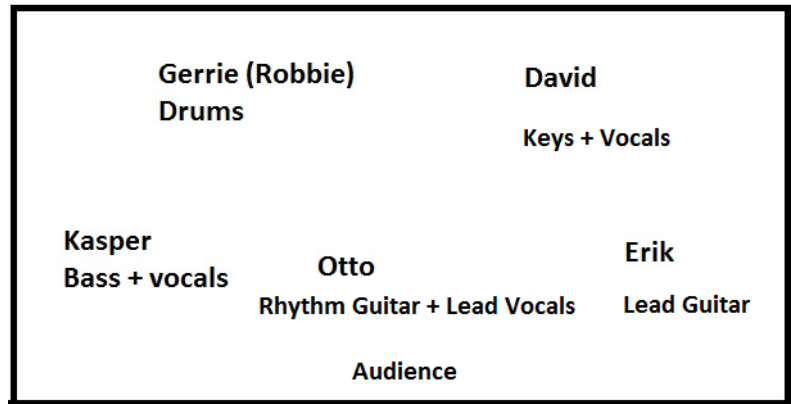 Gerrie (Robbie)
Drums
David
Keys + Vocals
Kasper
Bass + vocals
Otto
Rhythm Guitar + Lead Vocals
Erik
Lead Guitar
Audience